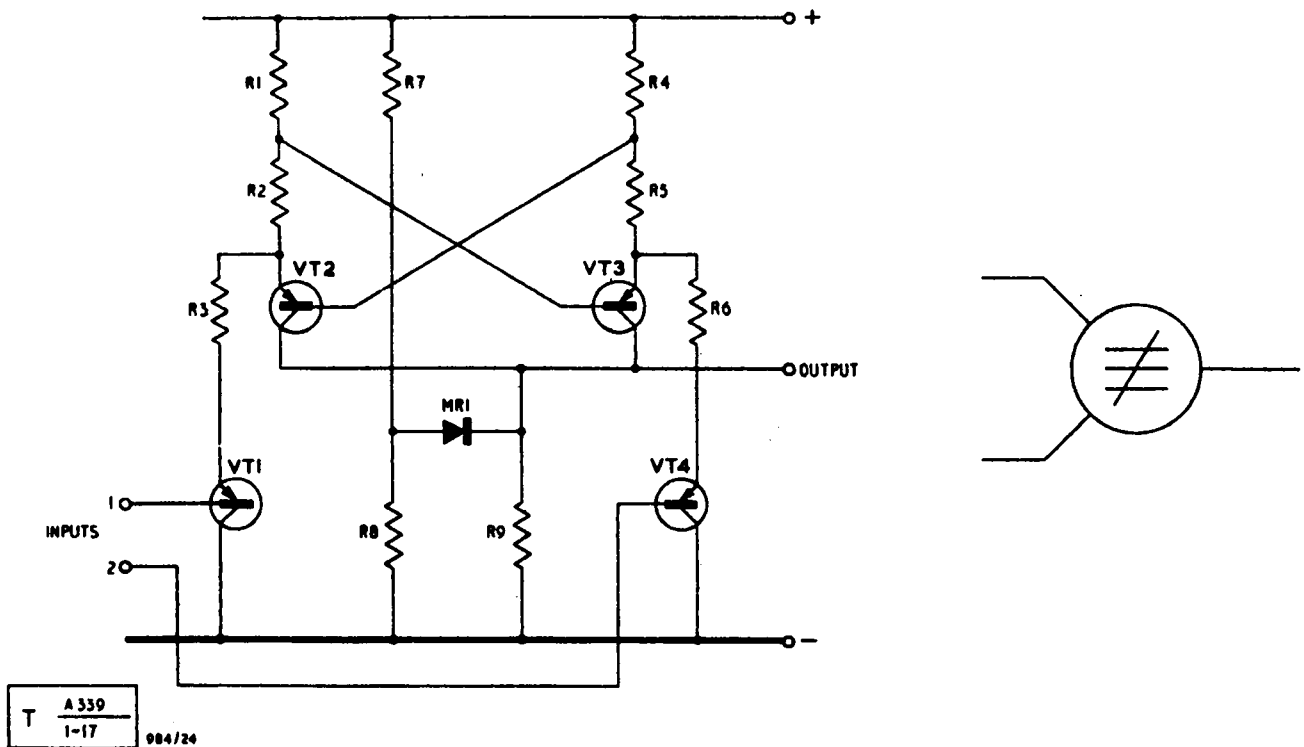 +
R1
R7
R4
R2
R5
VT2
VT3
R3
R6
OUTPUT
MR1
VT1
VT4
1
INPUTS
R8
R9
2
-
T A339
1-17
984/24